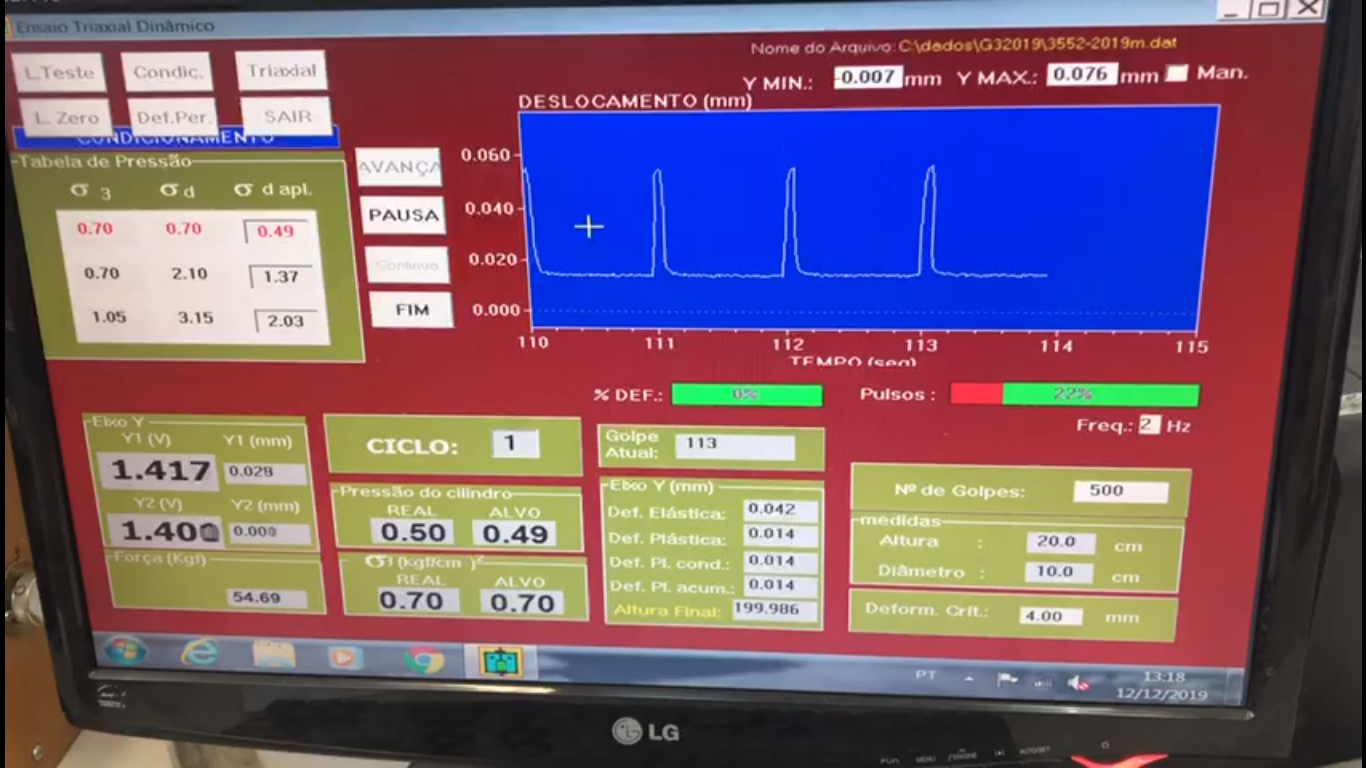 Ensaio Triaxial Dinâmico
Nome do Arquivo: C:\dados\G32019\3552-2019m.dat
L.Teste Condic. Triaxial
Y MIN.: -0.007 mm Y MAX.: 0.076 mm Man.
L. Zero Def.Per. SAIR
CONDICIONAMENTO
DESLOCAMENTO (mm)
Tabela de Pressão
σ 3 σ d σ d apl.
0.70 0.70 0.49
0.70 2.10 1.37
1.05 3.15 2.03
AVANÇA
PAUSA
Continua
FIM
0.060
0.040
0.020
0.000
110 111 112 113 114 115
TEMPO (seg)
% DEF.: 0% Pulsos : 22%
Freq.: 2 Hz
Eixo Y
Y1 (V) Y1 (mm)
1.417 0.028
Y2 (V) Y2 (mm)
1.400 0.000
Força (Kgf)
54.69
CICLO: 1
Pressão do cilindro
REAL ALVO
0.50 0.49
σ1 (kgf/cm )²
REAL ALVO
0.70 0.70
Golpe
Atual: 113
Eixo Y (mm)
Def. Elástica: 0.042
Def. Plástica: 0.014
Def. Pl. cond.: 0.014
Def. Pl. acum.: 0.014
Altura Final: 199.986
Nº de Golpes: 500
medidas
Altura : 20.0 cm
Diâmetro : 10.0 cm
Deform. Crít.: 4.00 mm
PT
13:18
12/12/2019
LG